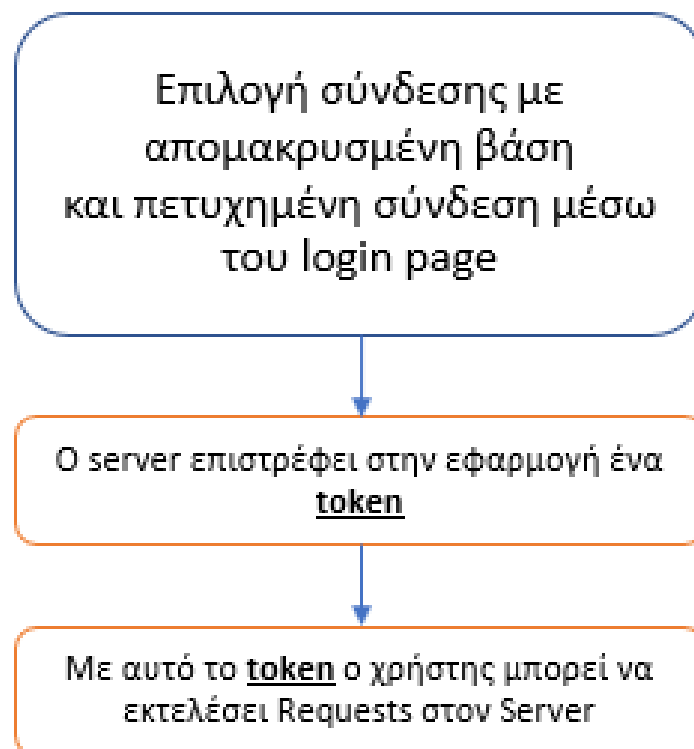 Επιλογή σύνδεσης με
απομακρυσμένη βάση
και πετυχημένη σύνδεση μέσω
του login page
Ο server επιστρέφει στην εφαρμογή ένα
token
Με αυτό το token ο χρήστης μπορεί να
εκτελέσει Requests στον Server